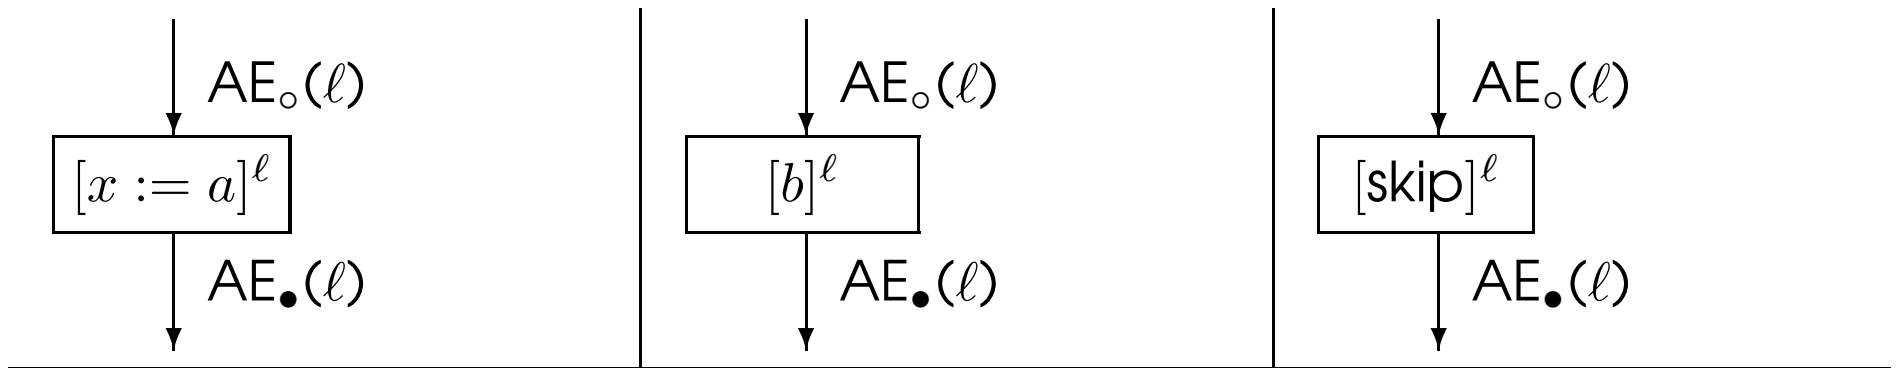 AE○(ℓ) AE○(ℓ) AE○(ℓ)
[x := a]^ℓ [b]^ℓ [skip]^ℓ
AE●(ℓ) AE●(ℓ) AE●(ℓ)